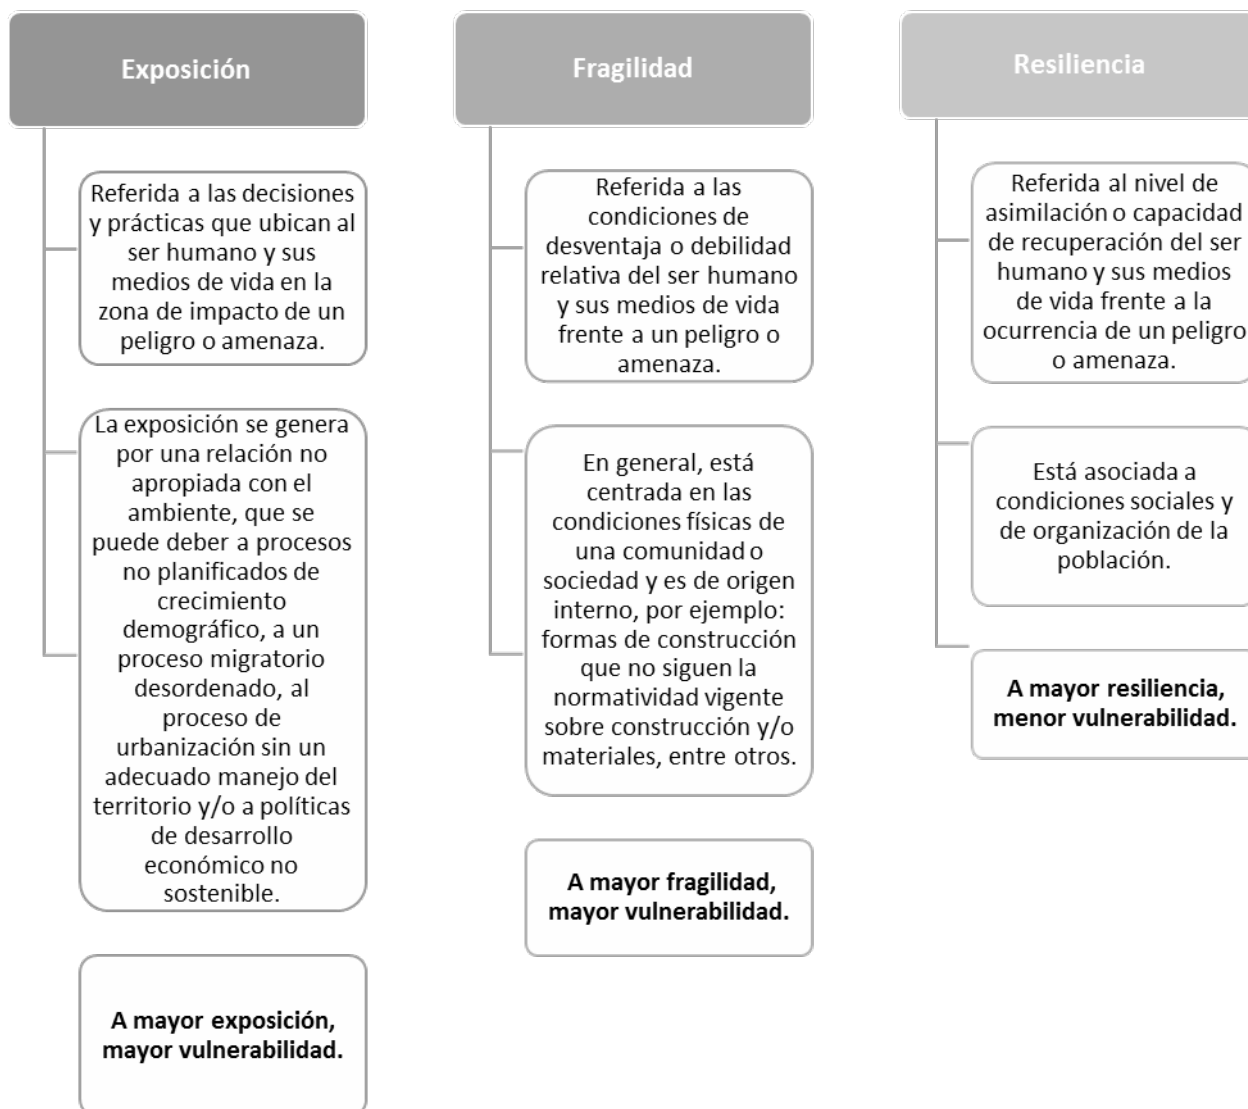 Exposición
Referida a las decisiones
y prácticas que ubican al
ser humano y sus
medios de vida en la
zona de impacto de un
peligro o amenaza.
La exposición se genera
por una relación no
apropiada con el
ambiente, que se
puede deber a procesos
no planificados de
crecimiento
demográfico, a un
proceso migratorio
desordenado, al
proceso de
urbanización sin un
adecuado manejo del
territorio y/o a políticas
de desarrollo
económico no
sostenible.
A mayor exposición,
mayor vulnerabilidad.
Fragilidad
Referida a las
condiciones de
desventaja o debilidad
relativa del ser humano
y sus medios de vida
frente a un peligro o
amenaza.
En general, está
centrada en las
condiciones físicas de
una comunidad o
sociedad y es de origen
interno, por ejemplo:
formas de construcción
que no siguen la
normatividad vigente
sobre construcción y/o
materiales, entre otros.
A mayor fragilidad,
mayor vulnerabilidad.
Resiliencia
Referida al nivel de
asimilación o capacidad
de recuperación del ser
humano y sus medios
de vida frente a la
ocurrencia de un peligro
o amenaza.
Está asociada a
condiciones sociales y
de organización de la
población.
A mayor resiliencia,
menor vulnerabilidad.